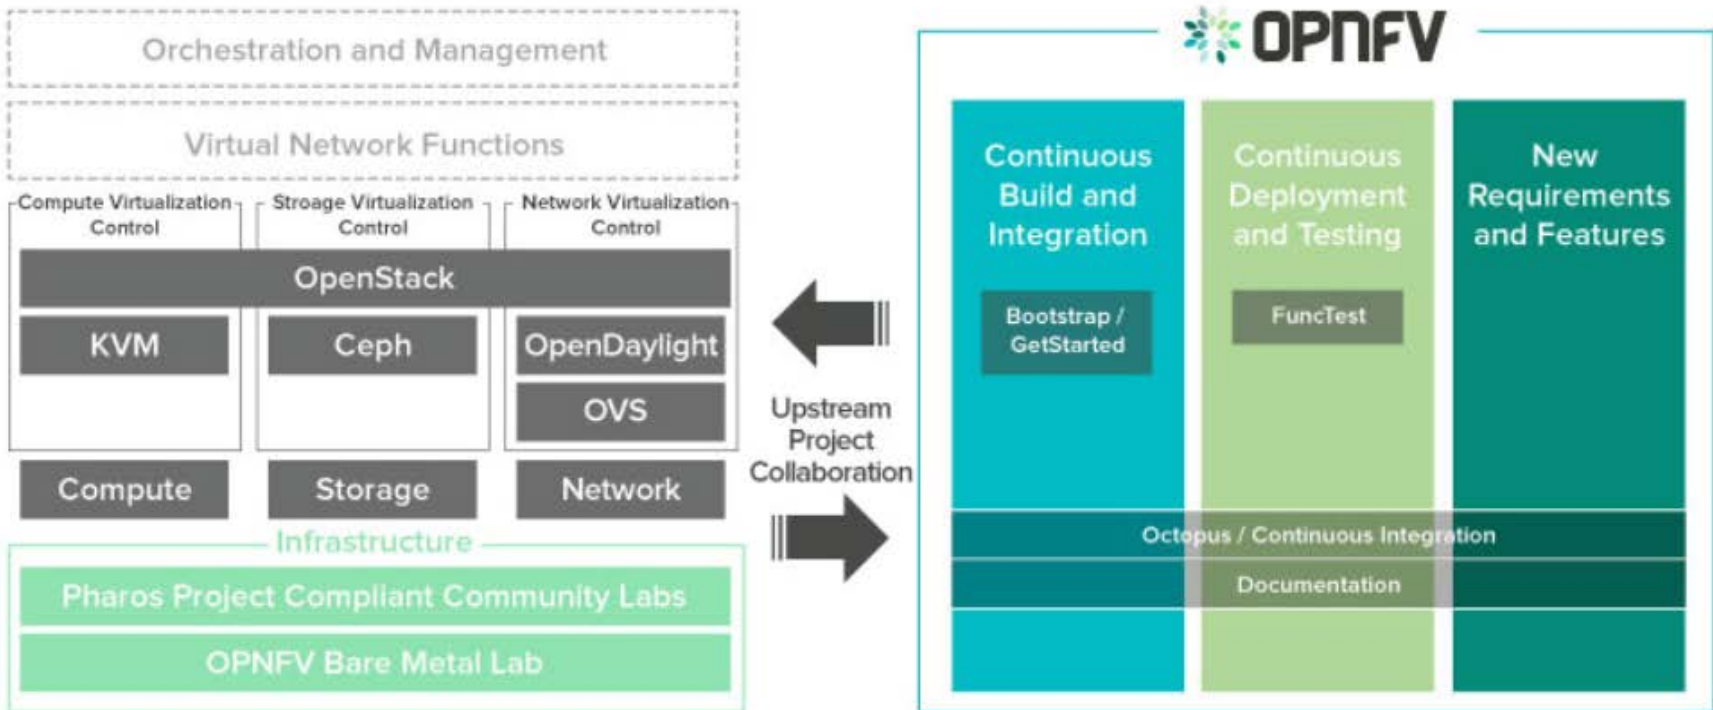 Orchestration and Management
Virtual Network Functions
Compute Virtualization
Control
Stroage Virtualization
Control
Network Virtualization
Control
OpenStack
KVM
Ceph
OpenDaylight
OVS
Compute
Storage
Network
Infrastructure
Pharos Project Compliant Community Labs
OPNFV Bare Metal Lab
Upstream
Project
Collaboration
OPNFV
Continuous
Build and
Integration
Bootstrap /
GetStarted
Continuous
Deployment
and Testing
FuncTest
New
Requirements
and Features
Octopus / Continuous Integration
Documentation